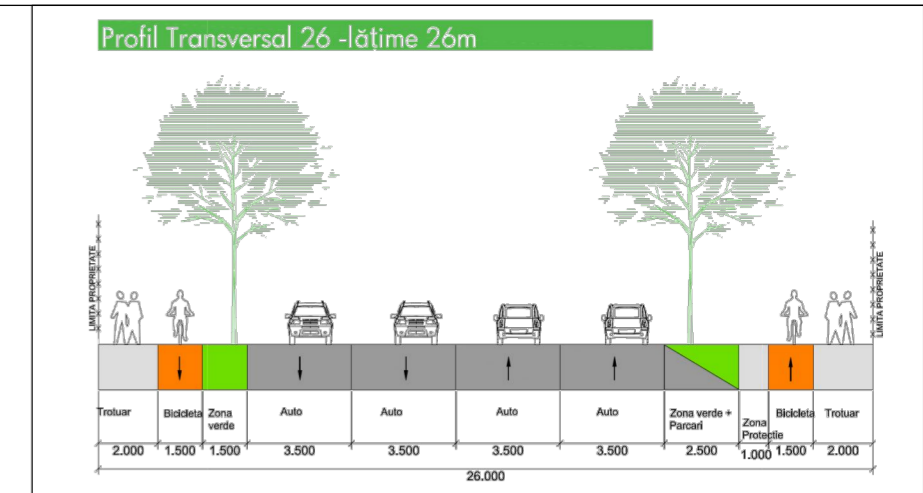 Profil Transversal 26 -lățime 26m
LIMITA PROPRIETATE
LIMITA PROPRIETATE
Trotuar
Bicicleta
Zona
verde
Auto
Auto
Auto
Auto
Zona verde +
Parcari
Zona
Protectie
Bicicleta
Trotuar
2.000
1.500
1.500
3.500
3.500
3.500
3.500
2.500
1.000
1.500
2.000
26.000